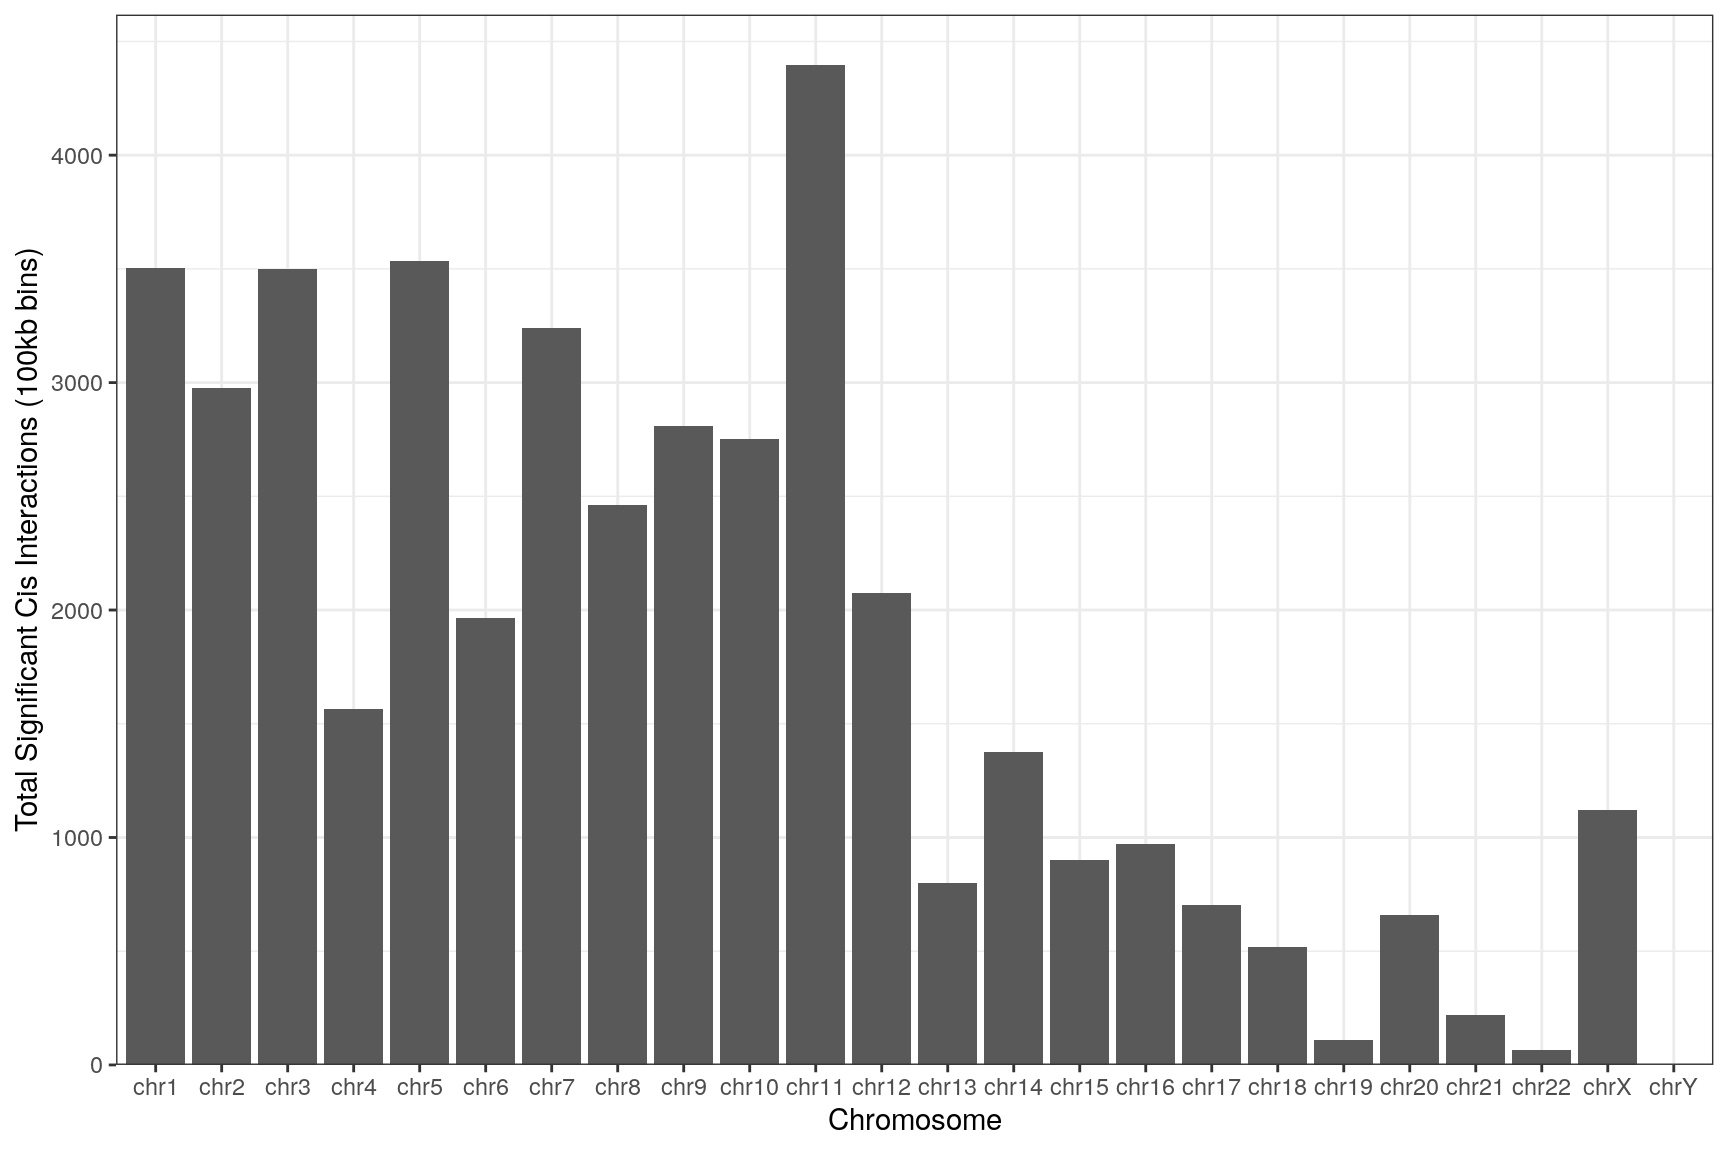 Total Significant Cis Interactions (100kb bins)
4000
3000
2000
1000
0
chr1 chr2 chr3 chr4 chr5 chr6 chr7 chr8 chr9 chr10 chr11 chr12 chr13 chr14 chr15 chr16 chr17 chr18 chr19 chr20 chr21 chr22 chrX chrY
Chromosome